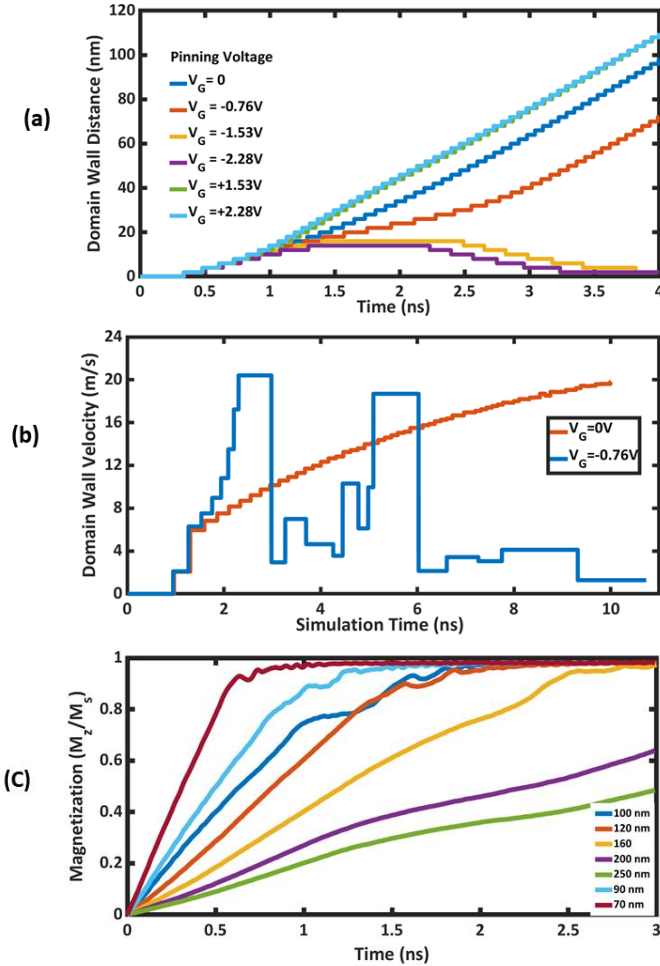 (a)
Domain Wall Distance (nm)
120
100
80
60
40
20
0
Pinning Voltage
V_G= 0
V_G = -0.76V
V_G = -1.53V
V_G = -2.28V
V_G = +1.53V
V_G = +2.28V
0 0.5 1 1.5 2 2.5 3 3.5 4
Time (ns)
(b)
Domain Wall Velocity (m/s)
24
20
16
12
8
4
0
V_G=0V
V_G=-0.76V
0 2 4 6 8 10
Simulation Time (ns)
(C)
Magnetization (M_z/M_s)
1
0.8
0.6
0.4
0.2
0
100 nm
120 nm
160
200 nm
250 nm
90 nm
70 nm
0 0.5 1 1.5 2 2.5 3
Time (ns)